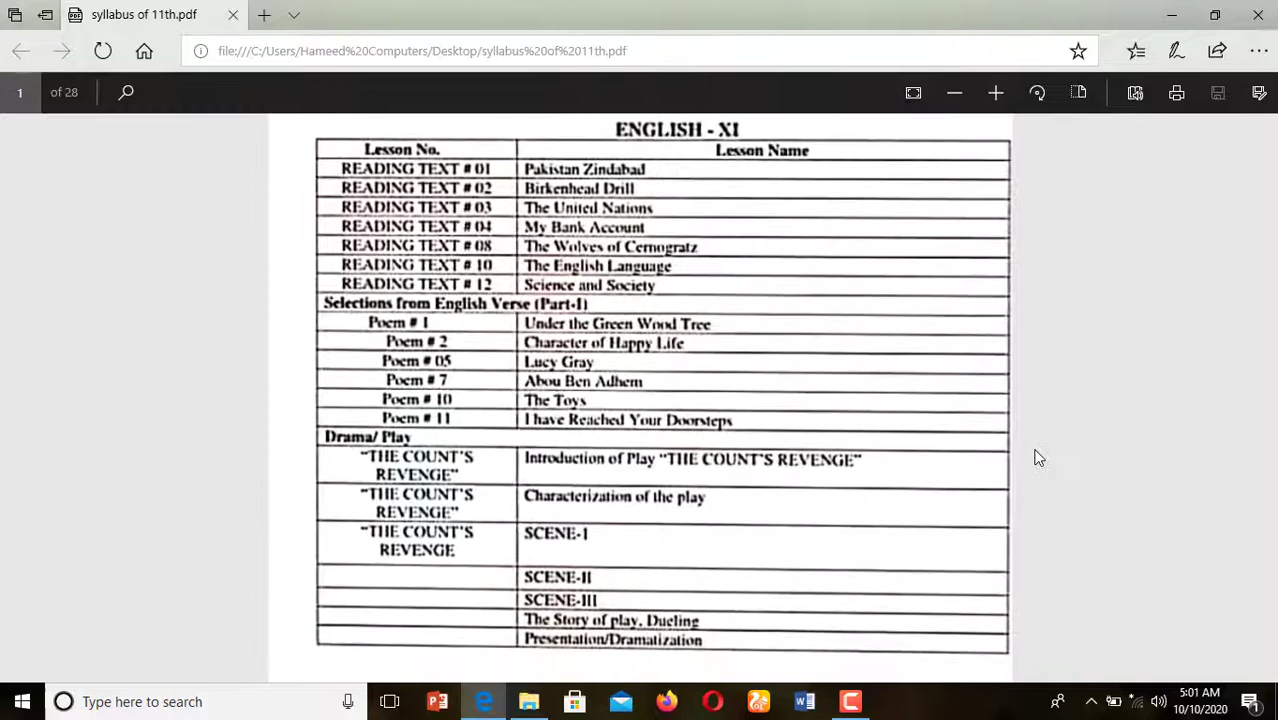 syllabus of 11th.pdf
file:///C:/Users/Hameed%20Computers/Desktop/syllabus%20of%2011th.pdf
1 of 28
ENGLISH - XI
Lesson No. Lesson Name
READING TEXT # 01 Pakistan Zindabad
READING TEXT # 02 Birkenhead Drill
READING TEXT # 03 The United Nations
READING TEXT # 04 My Bank Account
READING TEXT # 08 The Wolves of Cernogratz
READING TEXT # 10 The English Language
READING TEXT # 12 Science and Society
Selections from English Verse (Part-I)
Poem # 1 Under the Green Wood Tree
Poem # 2 Character of Happy Life
Poem # 05 Lucy Gray
Poem # 7 Abou Ben Adhem
Poem # 10 The Toys
Poem # 11 I have Reached Your Doorsteps
Drama/ Play
"THE COUNT'S REVENGE" Introduction of Play "THE COUNT'S REVENGE"
"THE COUNT'S REVENGE" Characterization of the play
"THE COUNT'S REVENGE SCENE-I
SCENE-II
SCENE-III
The Story of play, Dueling
Presentation/Dramatization
Type here to search
5:01 AM
10/10/2020